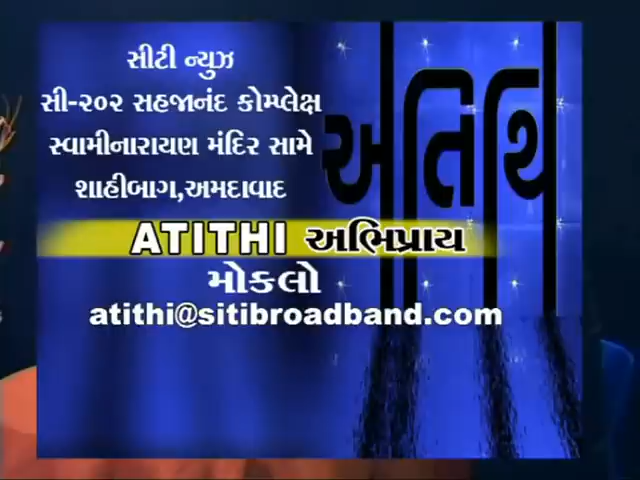 સીટી ન્યુઝ
સી-૨૦૨ સહજાનંદ કોમ્પ્લેક્ષ
સ્વામીનારાયણ મંદિર સામે
શાહીબાગ,અમદાવાદ
અતિથિ
ATITHI અભિપ્રાય
મોકલો
atithi@sitibroadband.com